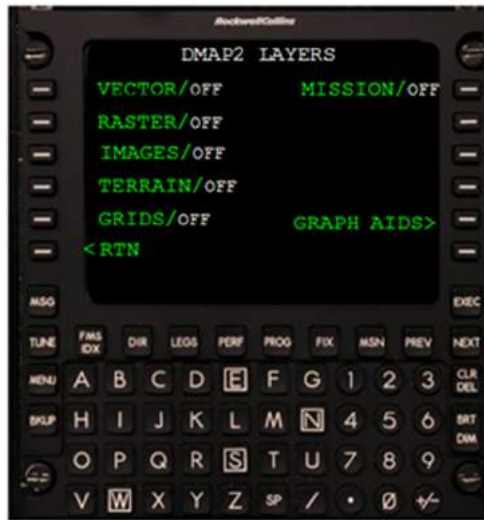 RockwellCollins
DMAP2 LAYERS
VECTOR/OFF MISSION/OFF
RASTER/OFF
IMAGES/OFF
TERRAIN/OFF
GRIDS/OFF GRAPH AIDS>
<RTN
MSG EXEC
TUNE FMS IDX DIR LEGS PERF PROG FIX MSN PREV NEXT
MENU A B C D E F G 1 2 3 CLR DEL
BKUP H I J K L M N 4 5 6 BRT DIM
O P Q R S T U 7 8 9
V W X Y Z SP / . Ø +/-